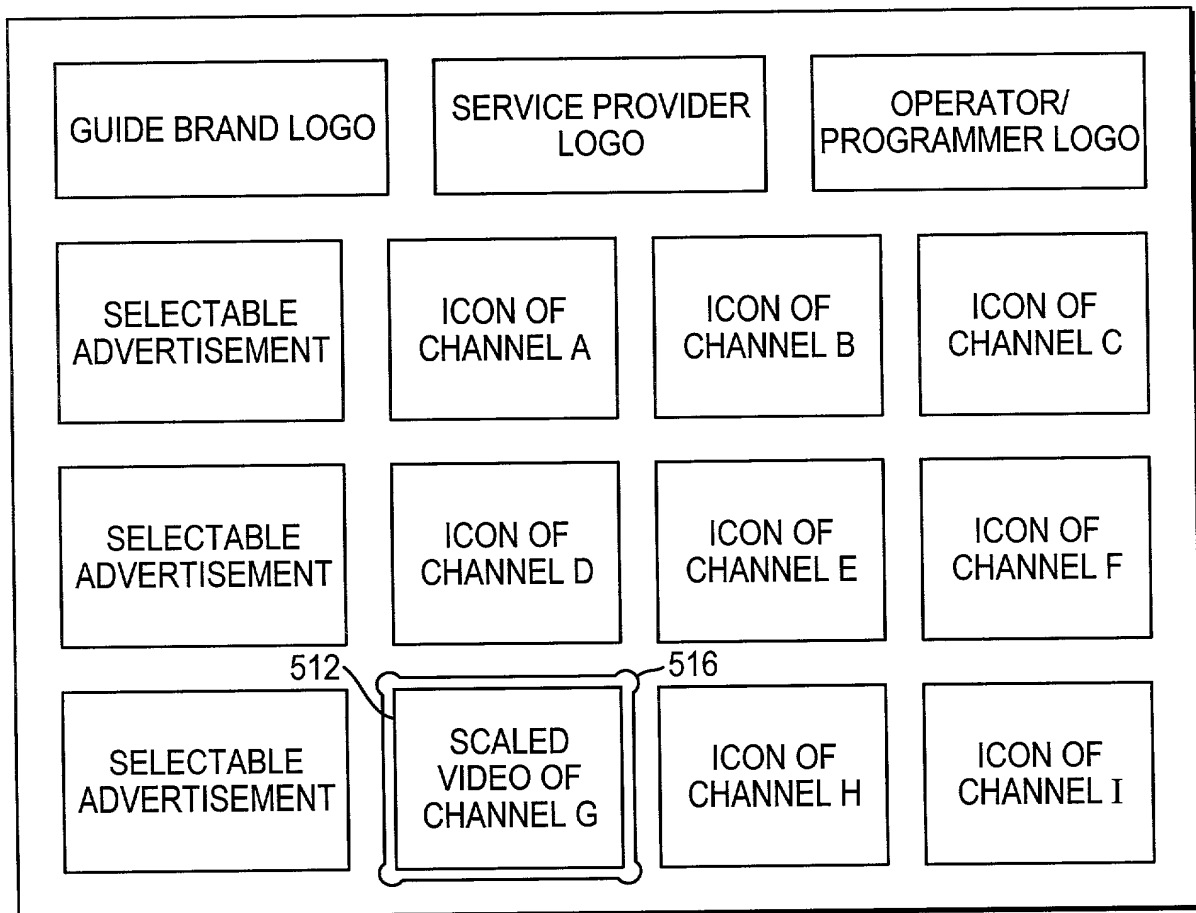 GUIDE BRAND LOGO
SERVICE PROVIDER
LOGO
OPERATOR/
PROGRAMMER LOGO
SELECTABLE
ADVERTISEMENT
ICON OF
CHANNEL A
ICON OF
CHANNEL B
ICON OF
CHANNEL C
SELECTABLE
ADVERTISEMENT
ICON OF
CHANNEL D
ICON OF
CHANNEL E
ICON OF
CHANNEL F
512
516
SELECTABLE
ADVERTISEMENT
SCALED
VIDEO OF
CHANNEL G
ICON OF
CHANNEL H
ICON OF
CHANNEL I